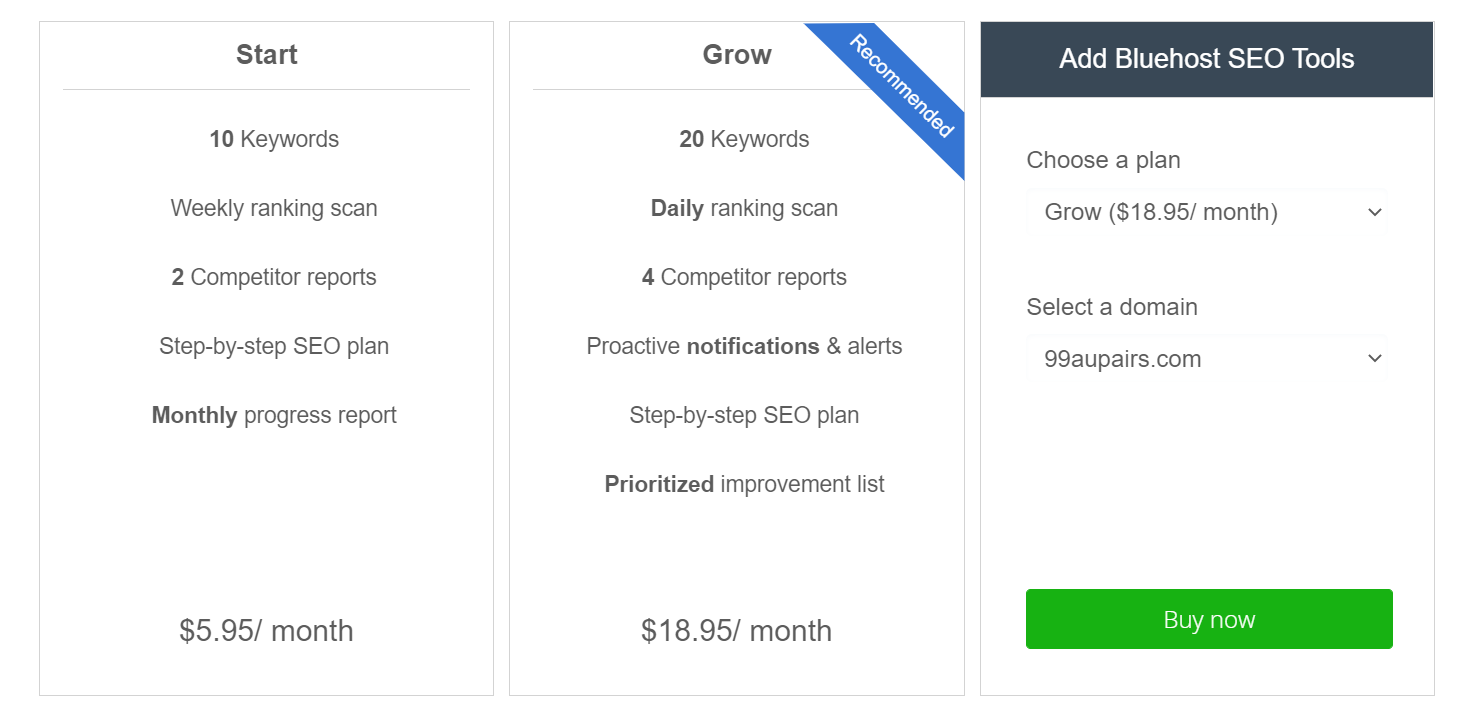 Start
10 Keywords
Weekly ranking scan
2 Competitor reports
Step-by-step SEO plan
Monthly progress report
$5.95/ month
Grow
Recommended
20 Keywords
Daily ranking scan
4 Competitor reports
Proactive notifications & alerts
Step-by-step SEO plan
Prioritized improvement list
$18.95/ month
Add Bluehost SEO Tools
Choose a plan
Grow ($18.95/ month)
Select a domain
99aupairs.com
Buy now